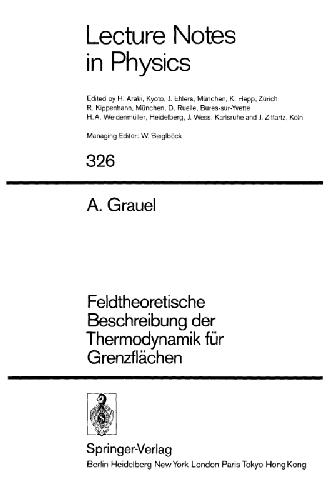 Lecture Notes
in Physics
Edited by H. Araki, Kyoto, J. Ehlers, München, K. Hepp, Zürich
R. Kippenhahn, München, D. Ruelle, Bures-sur-Yvette
H.A. Weidenmüller, Heidelberg, J. Wess, Karlsruhe and J. Zittartz, Köln
Managing Editor: W. Beiglböck
326
A. Grauel
Feldtheoretische
Beschreibung der
Thermodynamik für
Grenzflächen
Springer-Verlag
Berlin Heidelberg New York London Paris Tokyo Hong Kong